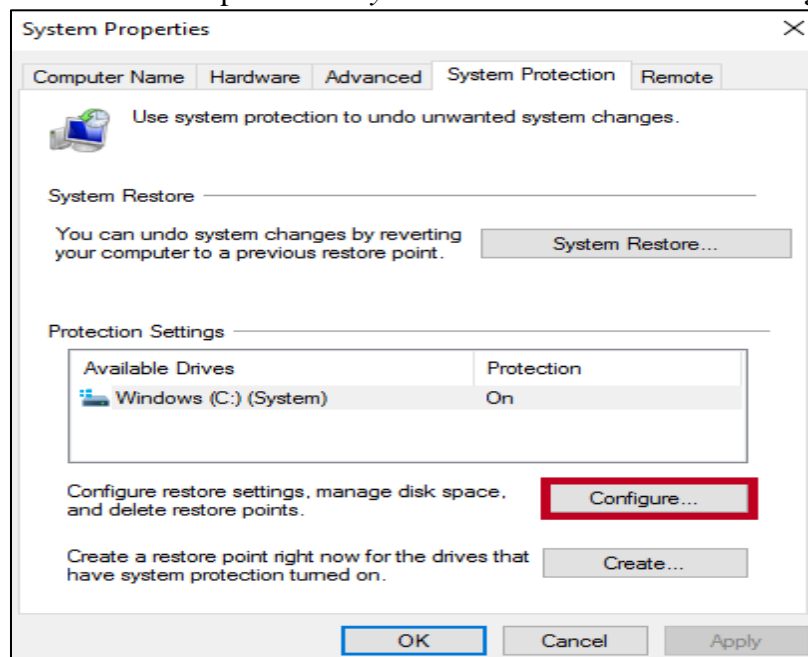 System Properties
Computer Name Hardware Advanced System Protection Remote
Use system protection to undo unwanted system changes.
System Restore
You can undo system changes by reverting
your computer to a previous restore point.
System Restore...
Protection Settings
Available Drives Protection
Windows (C:) (System) On
Configure restore settings, manage disk space,
and delete restore points.
Configure...
Create a restore point right now for the drives that
have system protection turned on.
Create...
OK Cancel Apply